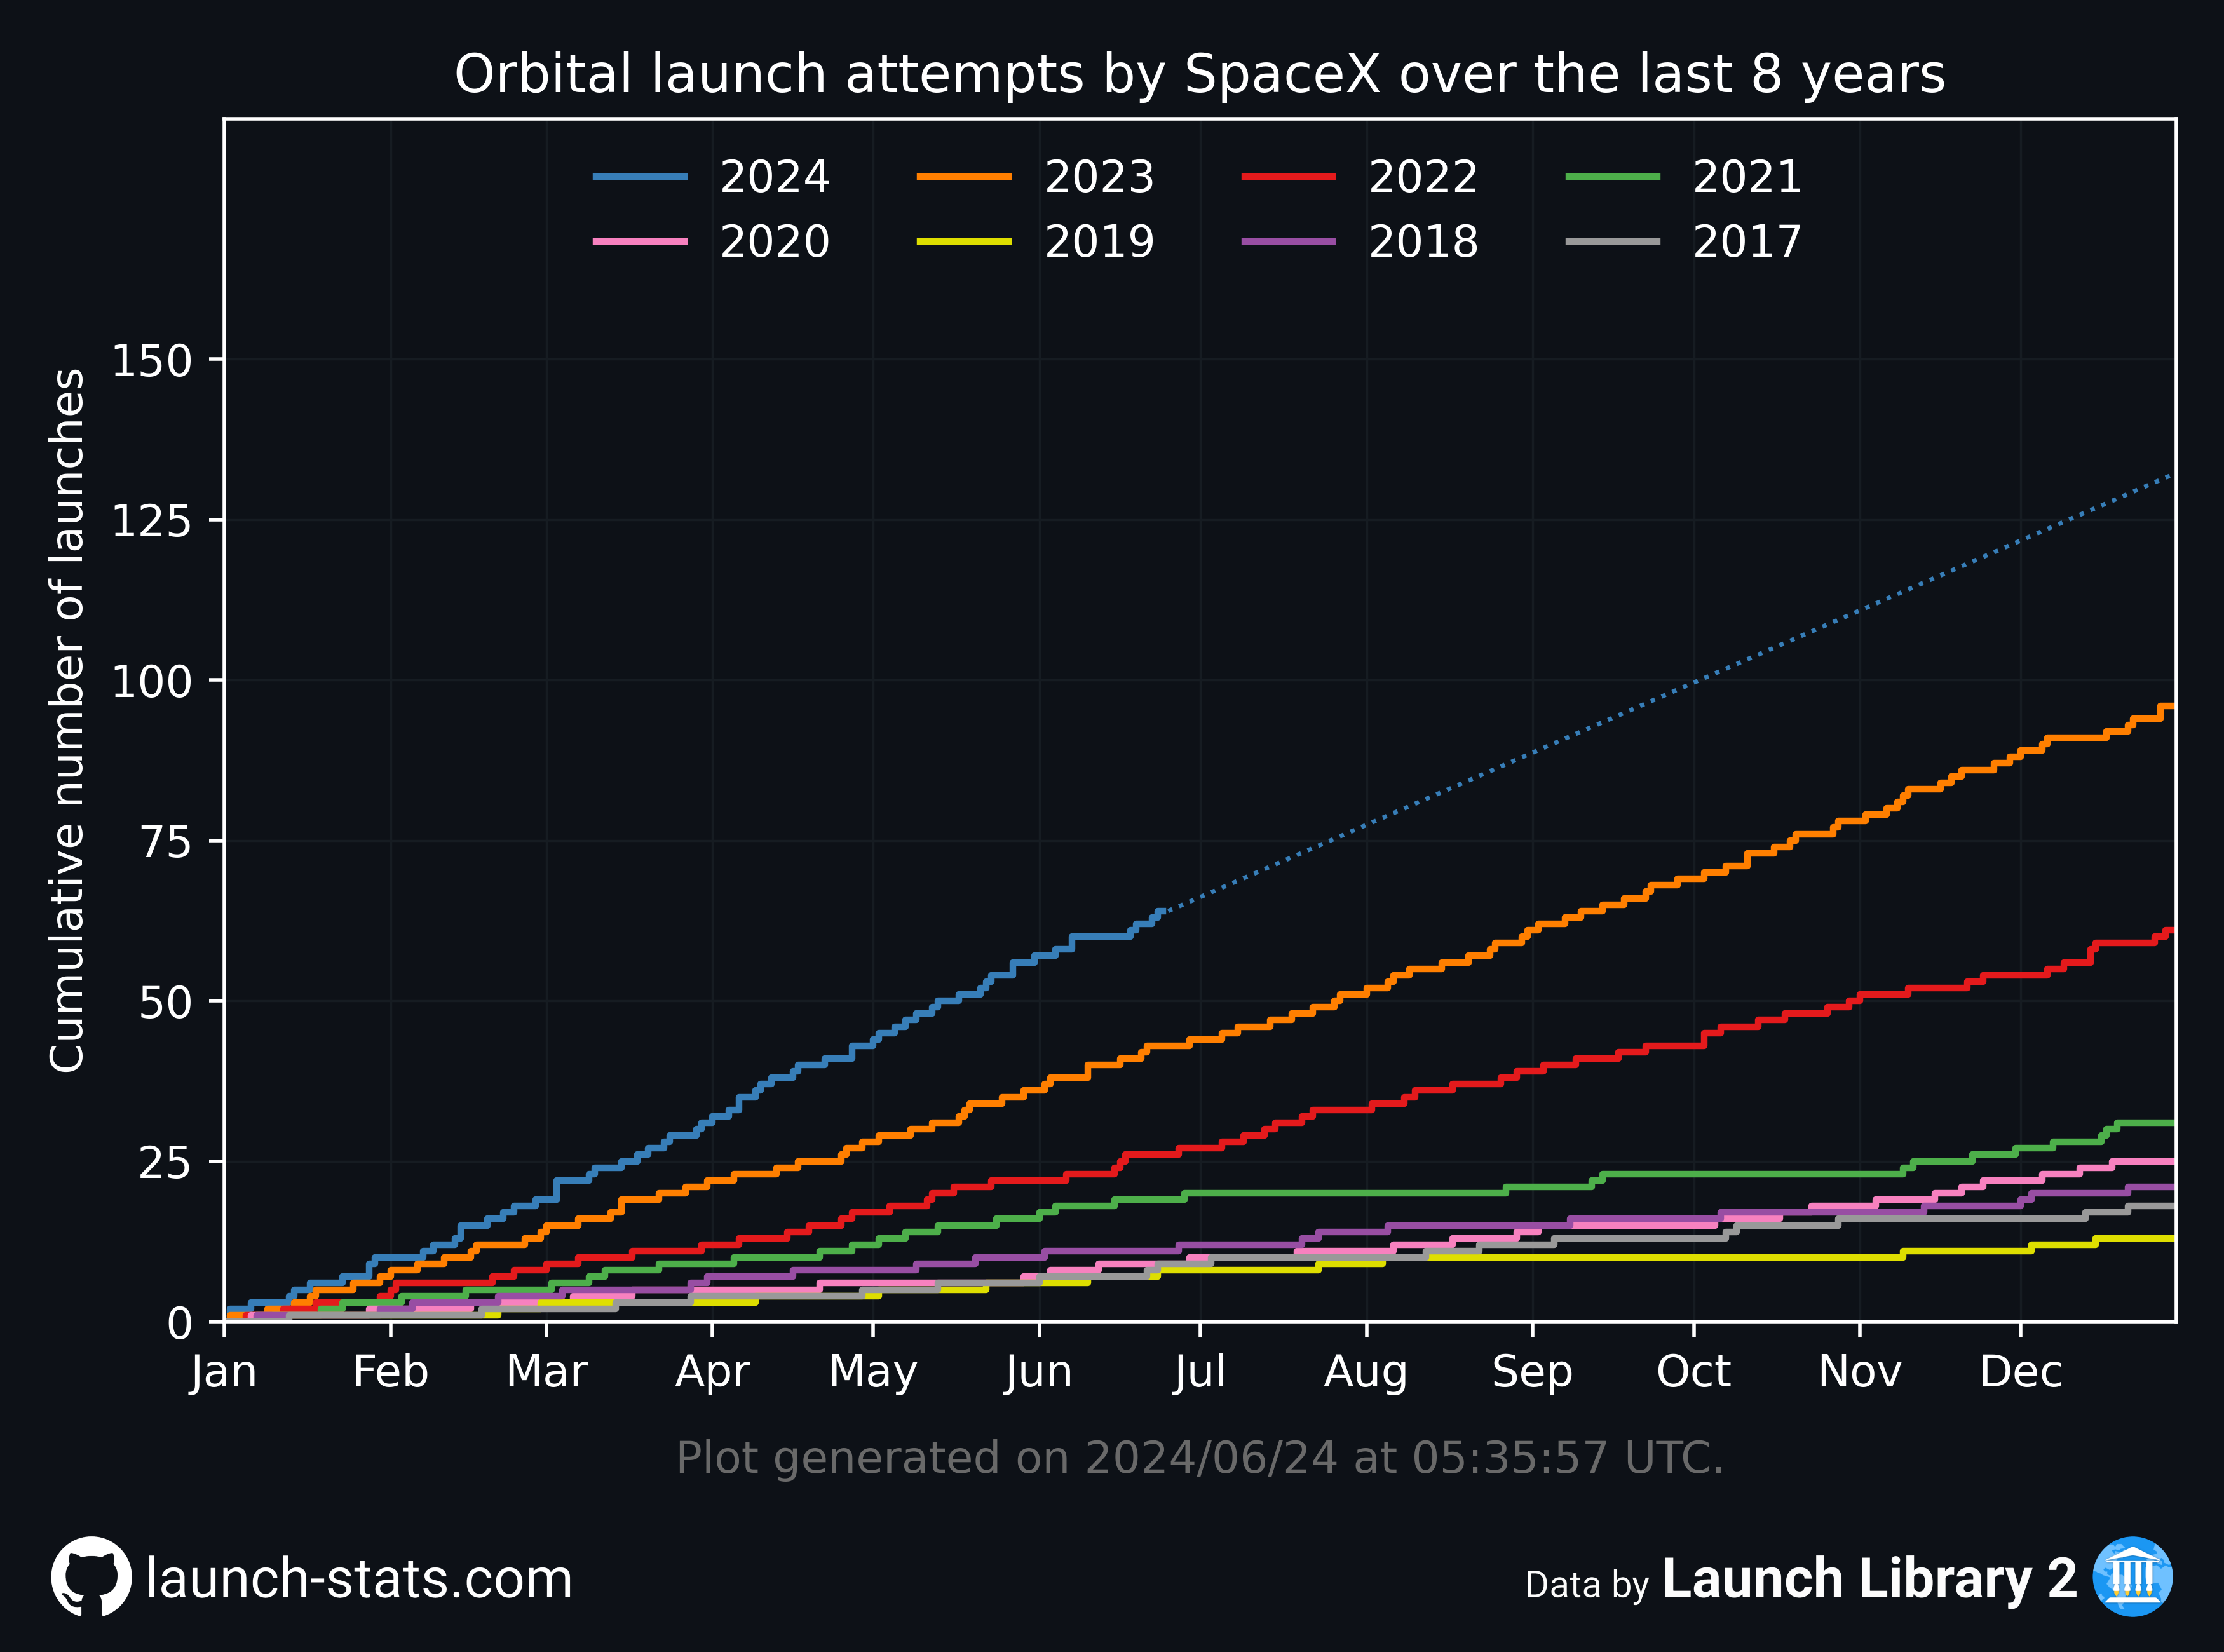 Orbital launch attempts by SpaceX over the last 8 years
2024 2023 2022 2021
2020 2019 2018 2017
Cumulative number of launches
150
125
100
75
50
25
0
Jan Feb Mar Apr May Jun Jul Aug Sep Oct Nov Dec
Plot generated on 2024/06/24 at 05:35:57 UTC.
launch-stats.com
Data by Launch Library 2